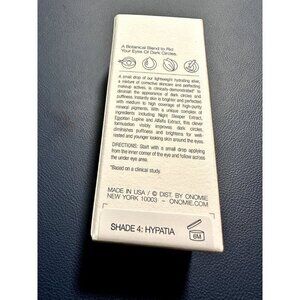 A Botanical Blend to Rid
Your Eyes Of Dark Circles.
A small drop of our lightweight hydrating elixir,
a mixture of corrective skincare and perfecting
makeup actives, is clinically-demonstrated* to
diminish the appearance of dark circles and
puffiness. Instantly skin is brighter and perfected
with medium to high coverage of high-purity
mineral pigments. With a unique complex of
ingredients including Night Sleeper Extract,
Egyptian Lupine and Alfalfa Extract, this clever
formulation visibly improves dark circles,
diminishes puffiness and brightens for well-
rested and younger looking skin around the eyes.
DIRECTIONS: Start with a small drop applying
from the inner corner of the eye and follow across
the under eye area.
*Based on a clinical study.
MADE IN USA / © DIST. BY ONOMIE
NEW YORK 10003 – ONOMIE.COM
SHADE 4: HYPATIA
6M